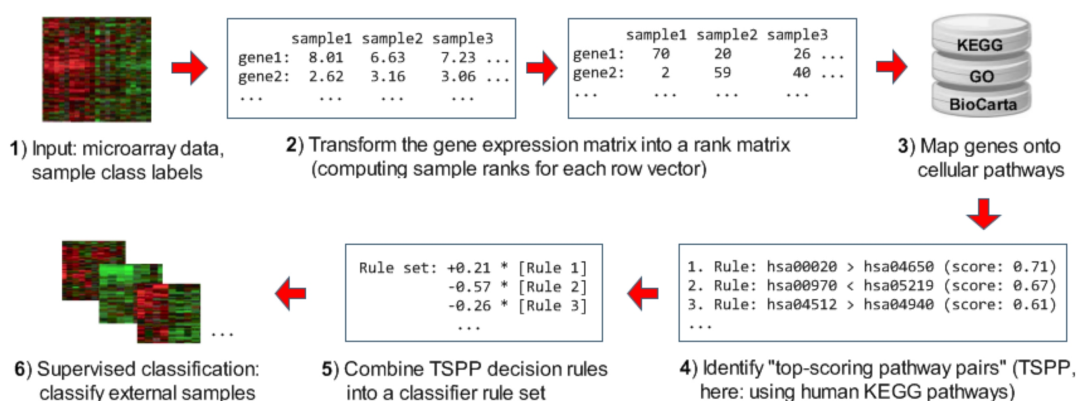 sample1 sample2 sample3
gene1: 8.01 6.63 7.23 ...
gene2: 2.62 3.16 3.06 ...
... ... ... ...
sample1 sample2 sample3
gene1: 70 20 26 ...
gene2: 2 59 40 ...
... ... ... ...
KEGG
GO
BioCarta
1) Input: microarray data,
sample class labels
2) Transform the gene expression matrix into a rank matrix
(computing sample ranks for each row vector)
3) Map genes onto
cellular pathways
1. Rule: hsa00020 > hsa04650 (score: 0.71)
2. Rule: hsa00970 < hsa05219 (score: 0.67)
3. Rule: hsa04512 > hsa04940 (score: 0.61)
...
4) Identify "top-scoring pathway pairs" (TSPP,
here: using human KEGG pathways)
Rule set: +0.21 * [Rule 1]
-0.57 * [Rule 2]
-0.26 * [Rule 3]
...
5) Combine TSPP decision rules
into a classifier rule set
...
6) Supervised classification:
classify external samples